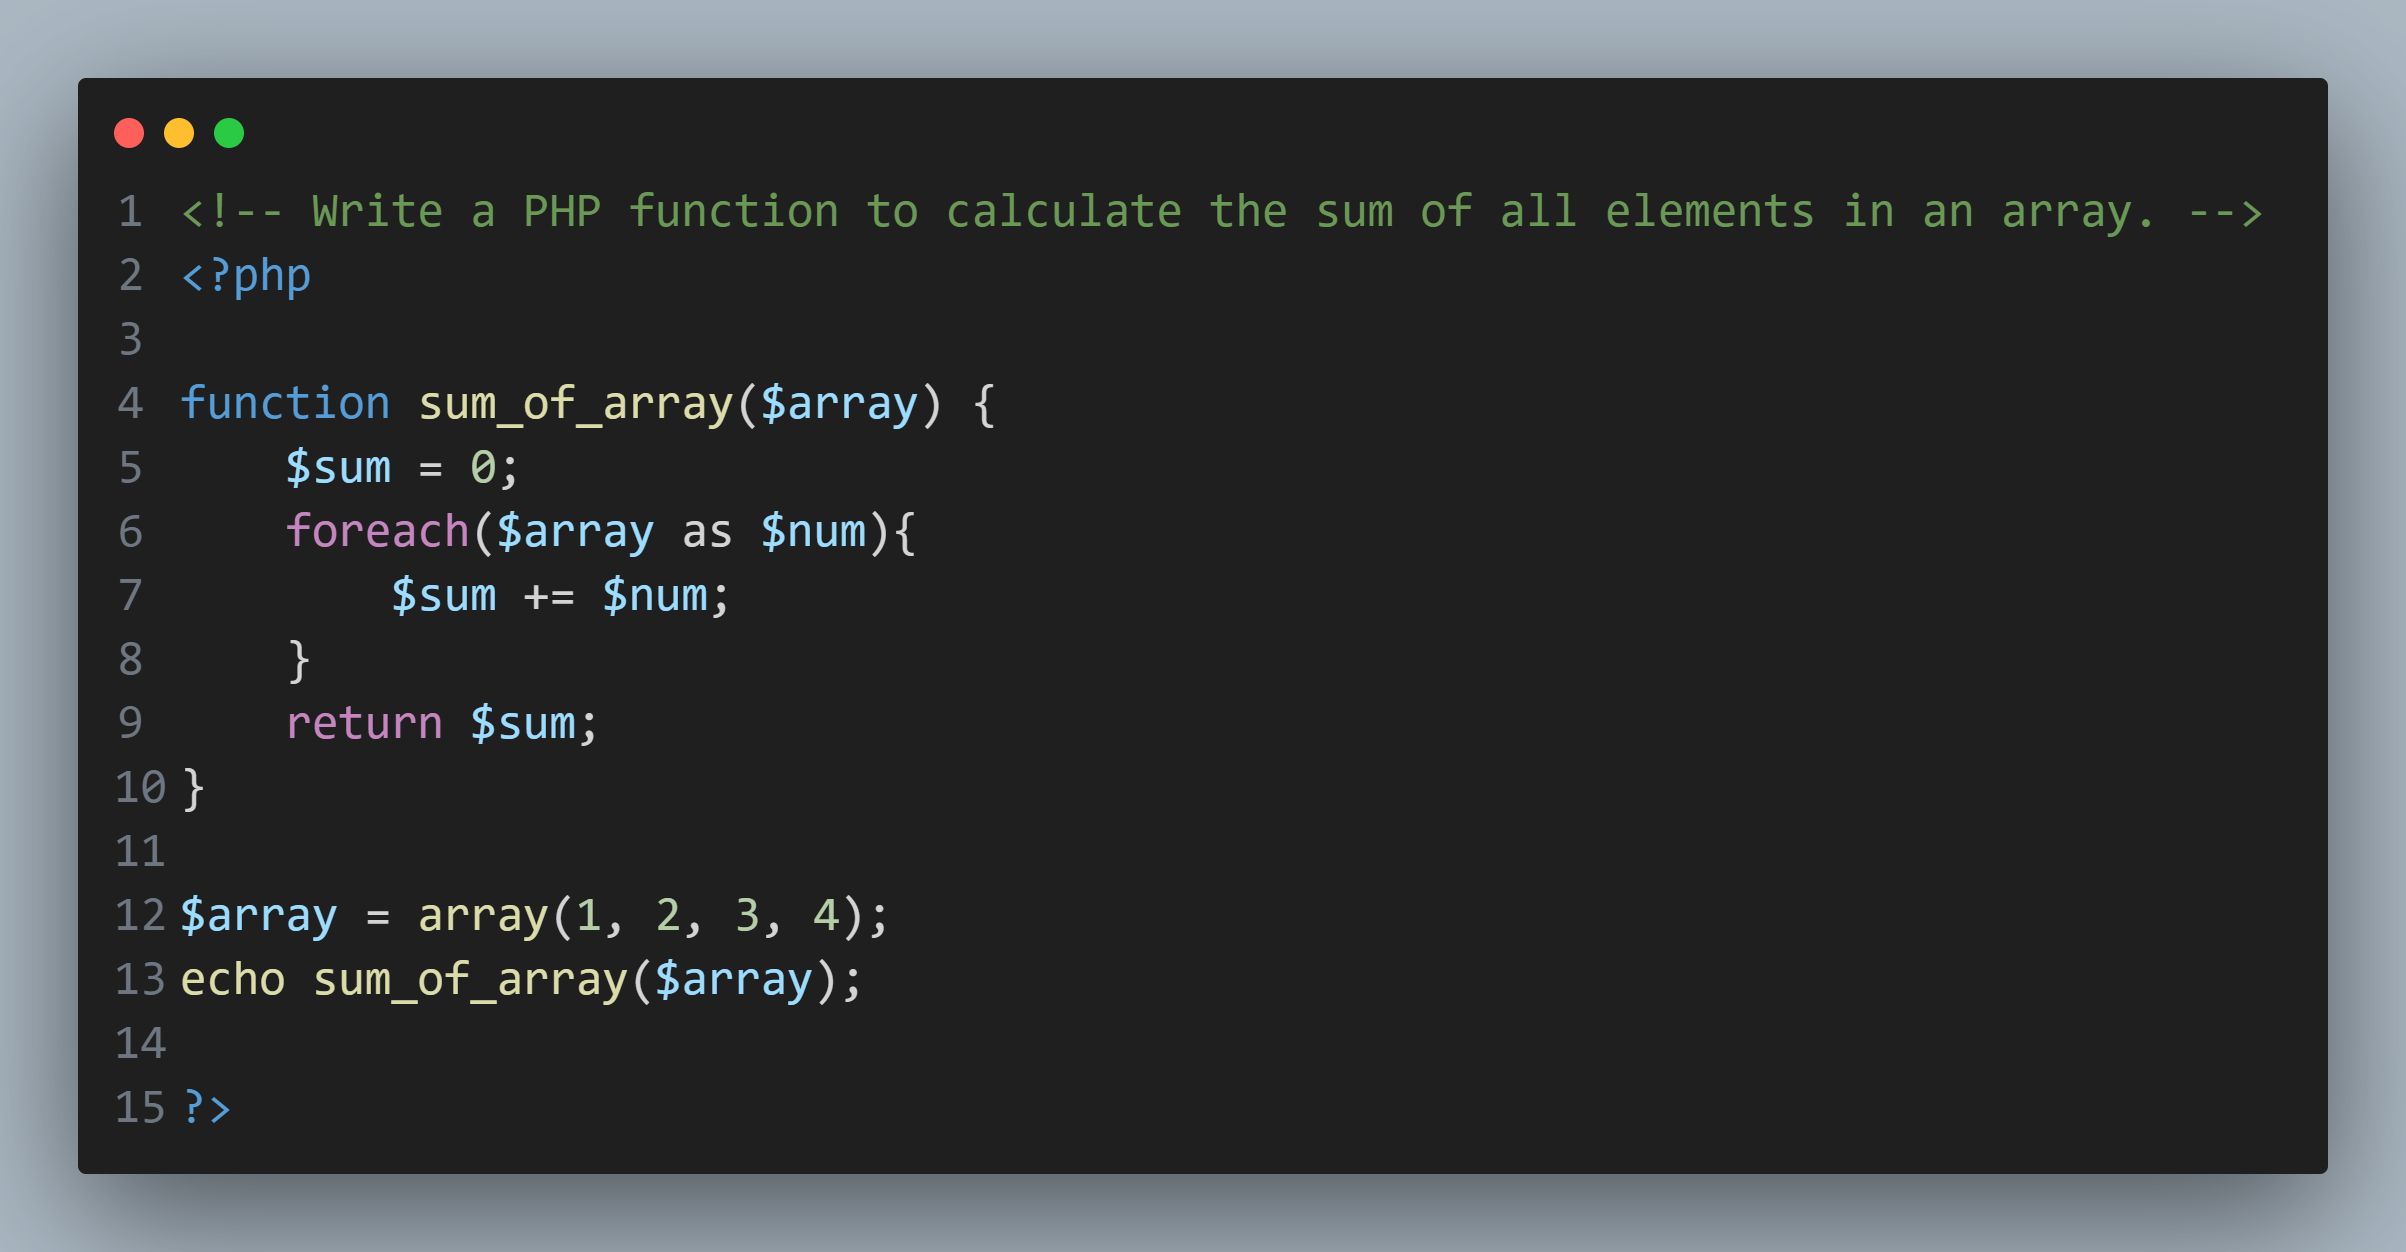 1 <!-- Write a PHP function to calculate the sum of all elements in an array. -->
2 <?php
3
4 function sum_of_array($array) {
5     $sum = 0;
6     foreach($array as $num){
7         $sum += $num;
8     }
9     return $sum;
10 }
11
12 $array = array(1, 2, 3, 4);
13 echo sum_of_array($array);
14
15 ?>